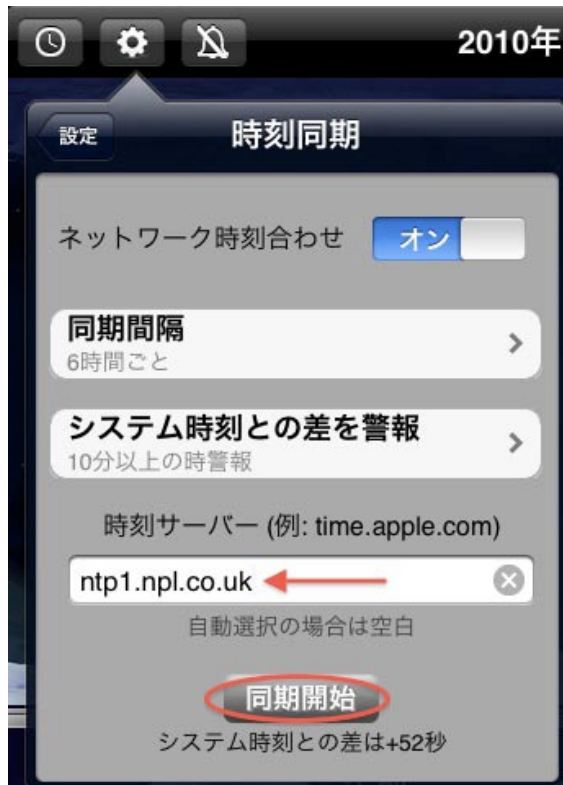 2010年
設定
時刻同期
ネットワーク時刻合わせ オン
同期間隔
6時間ごと
システム時刻との差を警報
10分以上の時警報
時刻サーバー (例: time.apple.com)
ntp1.npl.co.uk
自動選択の場合は空白
同期開始
システム時刻との差は+52秒